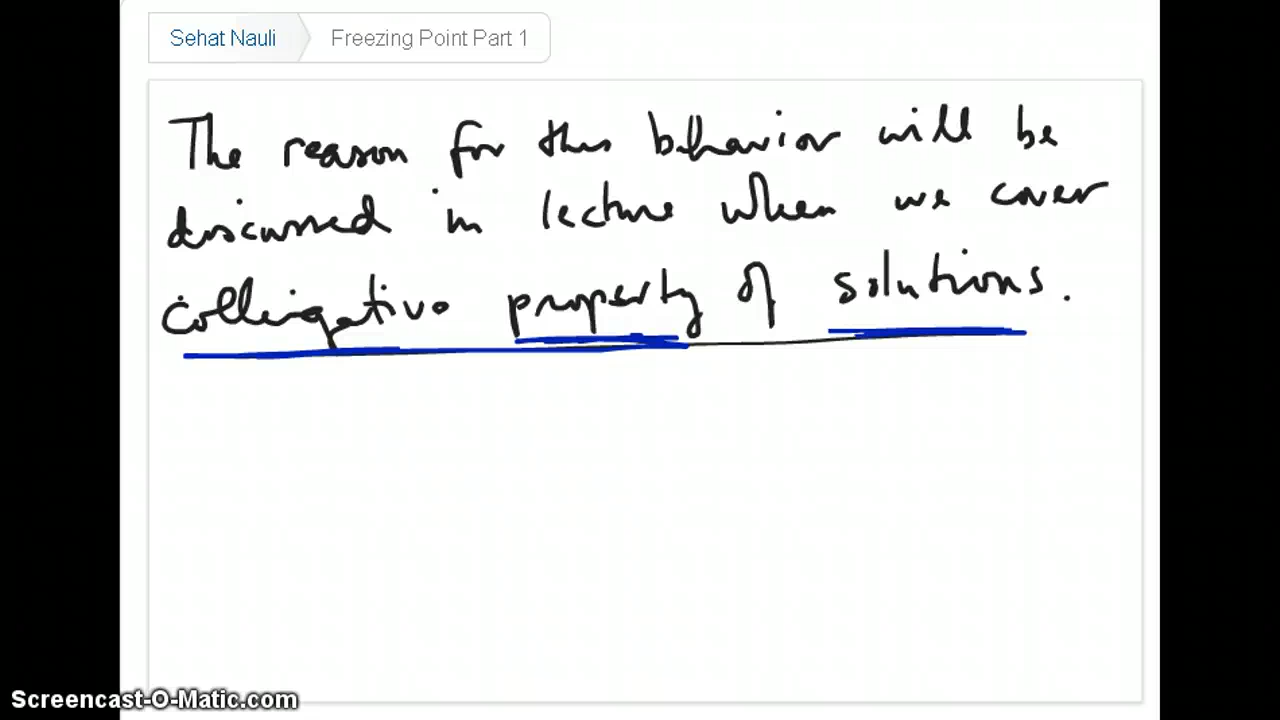 Sehat Nauli Freezing Point Part 1
The reason for this behavior will be
discussed in lecture when we cover
colligative property of solutions.
Screencast-O-Matic.com